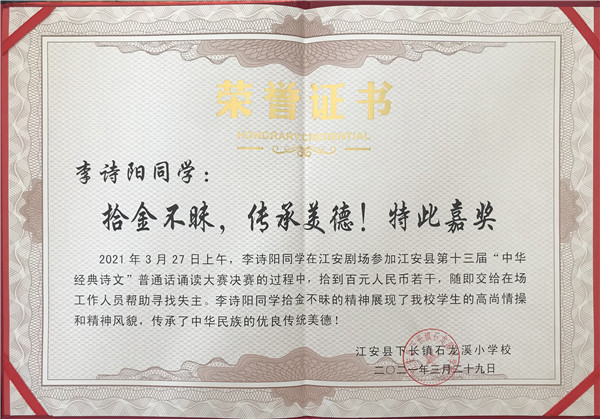 荣誉证书
HONORARY CREDENTIAL
李诗阳同学：
拾金不昧，传承美德！特此嘉奖
2021 年 3 月 27 日上午，李诗阳同学在江安剧场参加江安县第十三届“中华
经典诗文”普通话诵读大赛决赛的过程中，拾到百元人民币若干，随即交给在场
工作人员帮助寻找失主。李诗阳同学拾金不昧的精神展现了我校学生的高尚情操
和精神风貌，传承了中华民族的优良传统美德！
江安县下长镇石龙溪小学校
二〇二一年三月二十九日